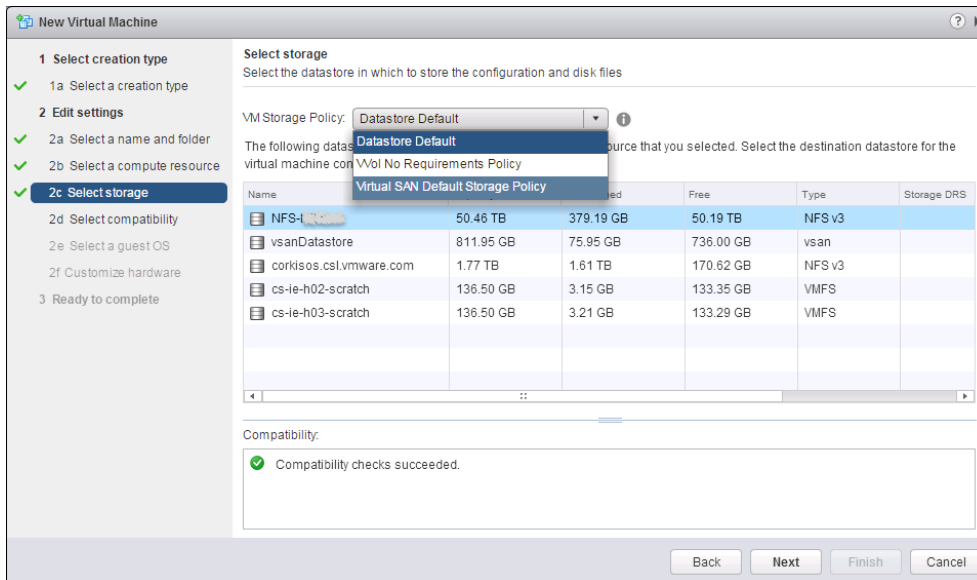 New Virtual Machine
?
1 Select creation type
1a Select a creation type
2 Edit settings
2a Select a name and folder
2b Select a compute resource
2c Select storage
2d Select compatibility
2e Select a guest OS
2f Customize hardware
3 Ready to complete
Select storage
Select the datastore in which to store the configuration and disk files
VM Storage Policy: Datastore Default
Datastore Default
VVol No Requirements Policy
Virtual SAN Default Storage Policy
The following datas urce that you selected. Select the destination datastore for the
virtual machine con
Name Free Type Storage DRS
NFS- 50.46 TB 379.19 GB 50.19 TB NFS v3
vsanDatastore 811.95 GB 75.95 GB 736.00 GB vsan
corkisos.csl.vmware.com 1.77 TB 1.61 TB 170.62 GB NFS v3
cs-ie-h02-scratch 136.50 GB 3.15 GB 133.35 GB VMFS
cs-ie-h03-scratch 136.50 GB 3.21 GB 133.29 GB VMFS
Compatibility:
Compatibility checks succeeded.
Back Next Finish Cancel